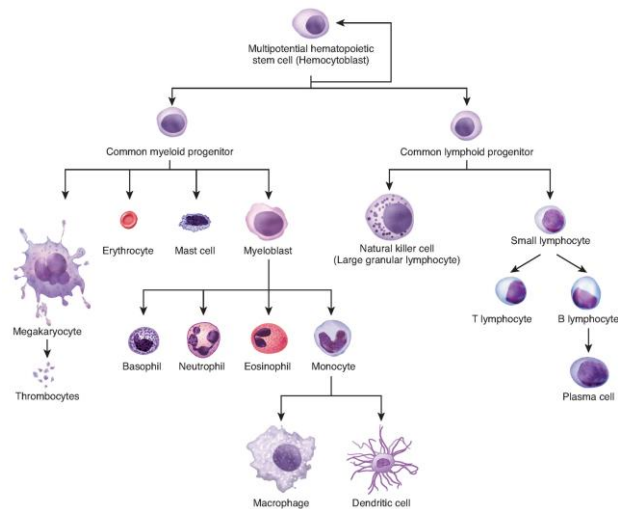 Multipotential hematopoietic
stem cell (Hemocytoblast)
Common myeloid progenitor
Common lymphoid progenitor
Erythrocyte
Mast cell
Myeloblast
Natural killer cell
(Large granular lymphocyte)
Small lymphocyte
Megakaryocyte
Basophil
Neutrophil
Eosinophil
Monocyte
T lymphocyte
B lymphocyte
Thrombocytes
Plasma cell
Macrophage
Dendritic cell